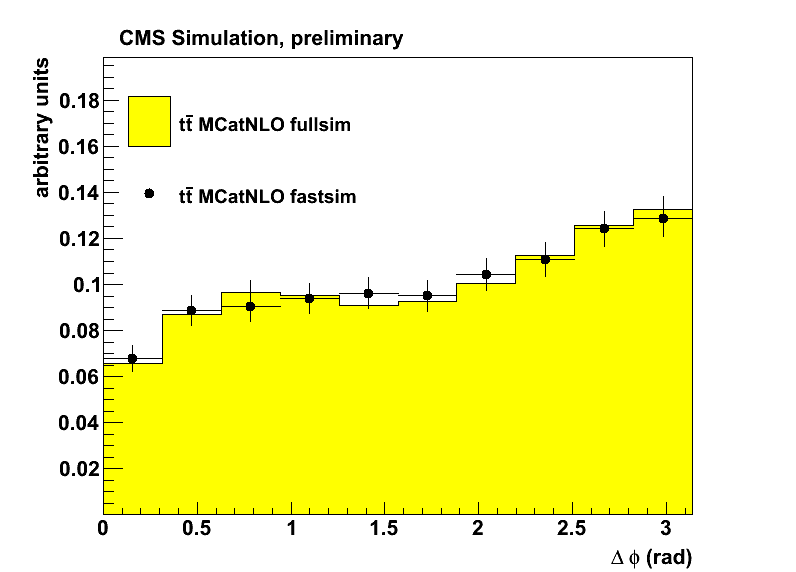 CMS Simulation, preliminary
arbitrary units
0.18
tt̄ MCatNLO fullsim
0.16
0.14
tt̄ MCatNLO fastsim
0.12
0.1
0.08
0.06
0.04
0.02
0 0.5 1 1.5 2 2.5 3
Δ ϕ (rad)